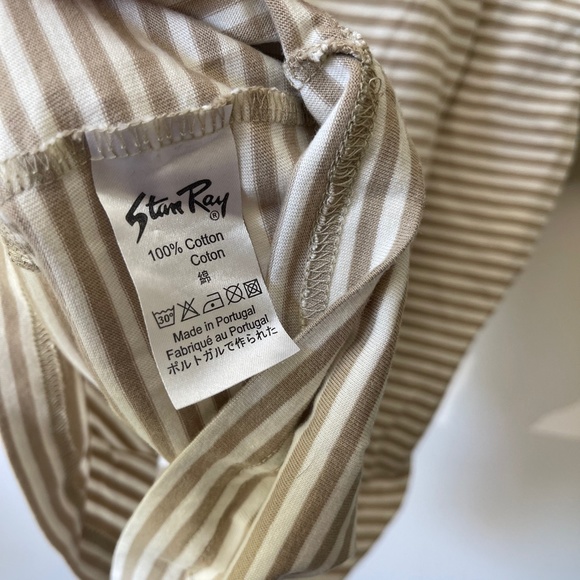 Stan Ray®
100% Cotton
Coton
綿
30°
Made in Portugal
Fabriqué au Portugal
ポルトガルで作られた